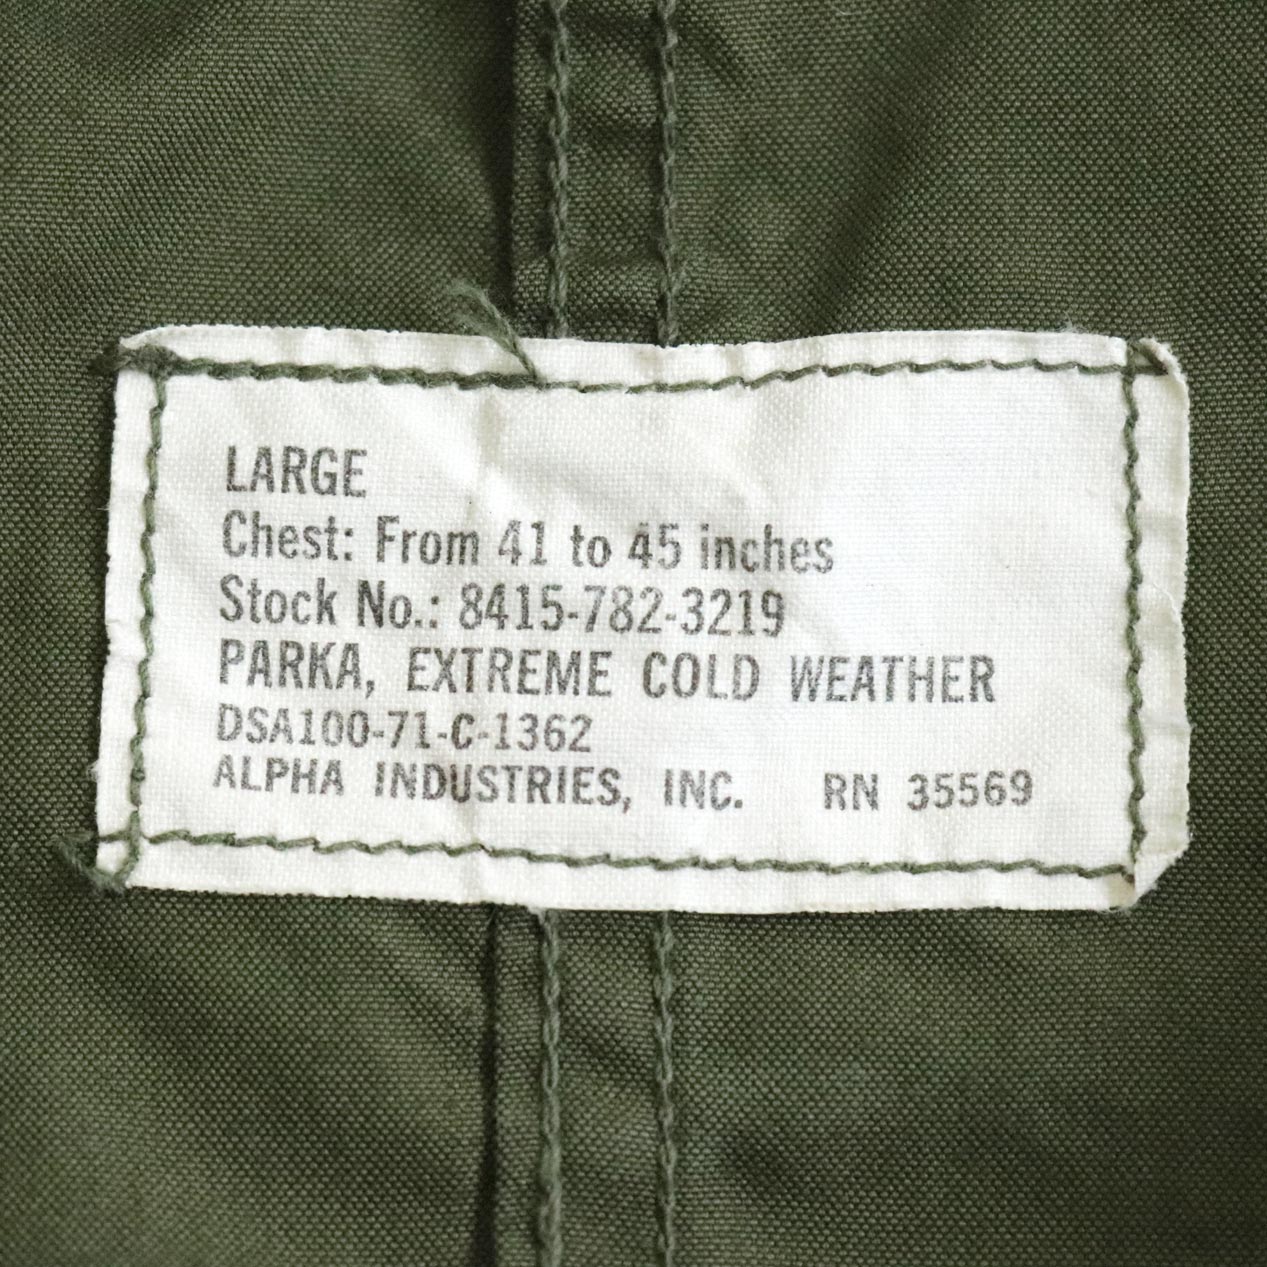 LARGE
Chest: From 41 to 45 inches
Stock No.: 8415-782-3219
PARKA, EXTREME COLD WEATHER
DSA100-71-C-1362
ALPHA INDUSTRIES, INC. RN 35569